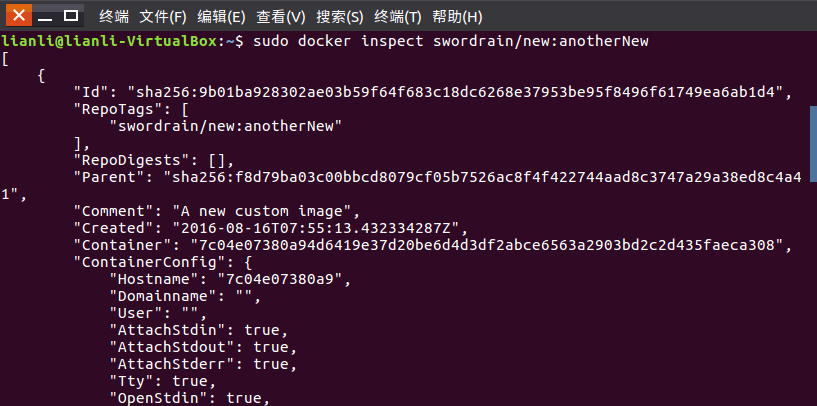 终端 文件(F) 编辑(E) 查看(V) 搜索(S) 终端(T) 帮助(H)
lianli@lianli-VirtualBox:~$ sudo docker inspect swordrain/new:anotherNew
[
    {
        "Id": "sha256:9b01ba928302ae03b59f64f683c18dc6268e37953be95f8496f61749ea6ab1d4",
        "RepoTags": [
            "swordrain/new:anotherNew"
        ],
        "RepoDigests": [],
        "Parent": "sha256:f8d79ba03c00bbcd8079cf05b7526ac8f4f422744aad8c3747a29a38ed8c4a4
1",
        "Comment": "A new custom image",
        "Created": "2016-08-16T07:55:13.432334287Z",
        "Container": "7c04e07380a94d6419e37d20be6d4d3df2abce6563a2903bd2c2d435faeca308",
        "ContainerConfig": {
            "Hostname": "7c04e07380a9",
            "Domainname": "",
            "User": "",
            "AttachStdin": true,
            "AttachStdout": true,
            "AttachStderr": true,
            "Tty": true,
            "OpenStdin": true,